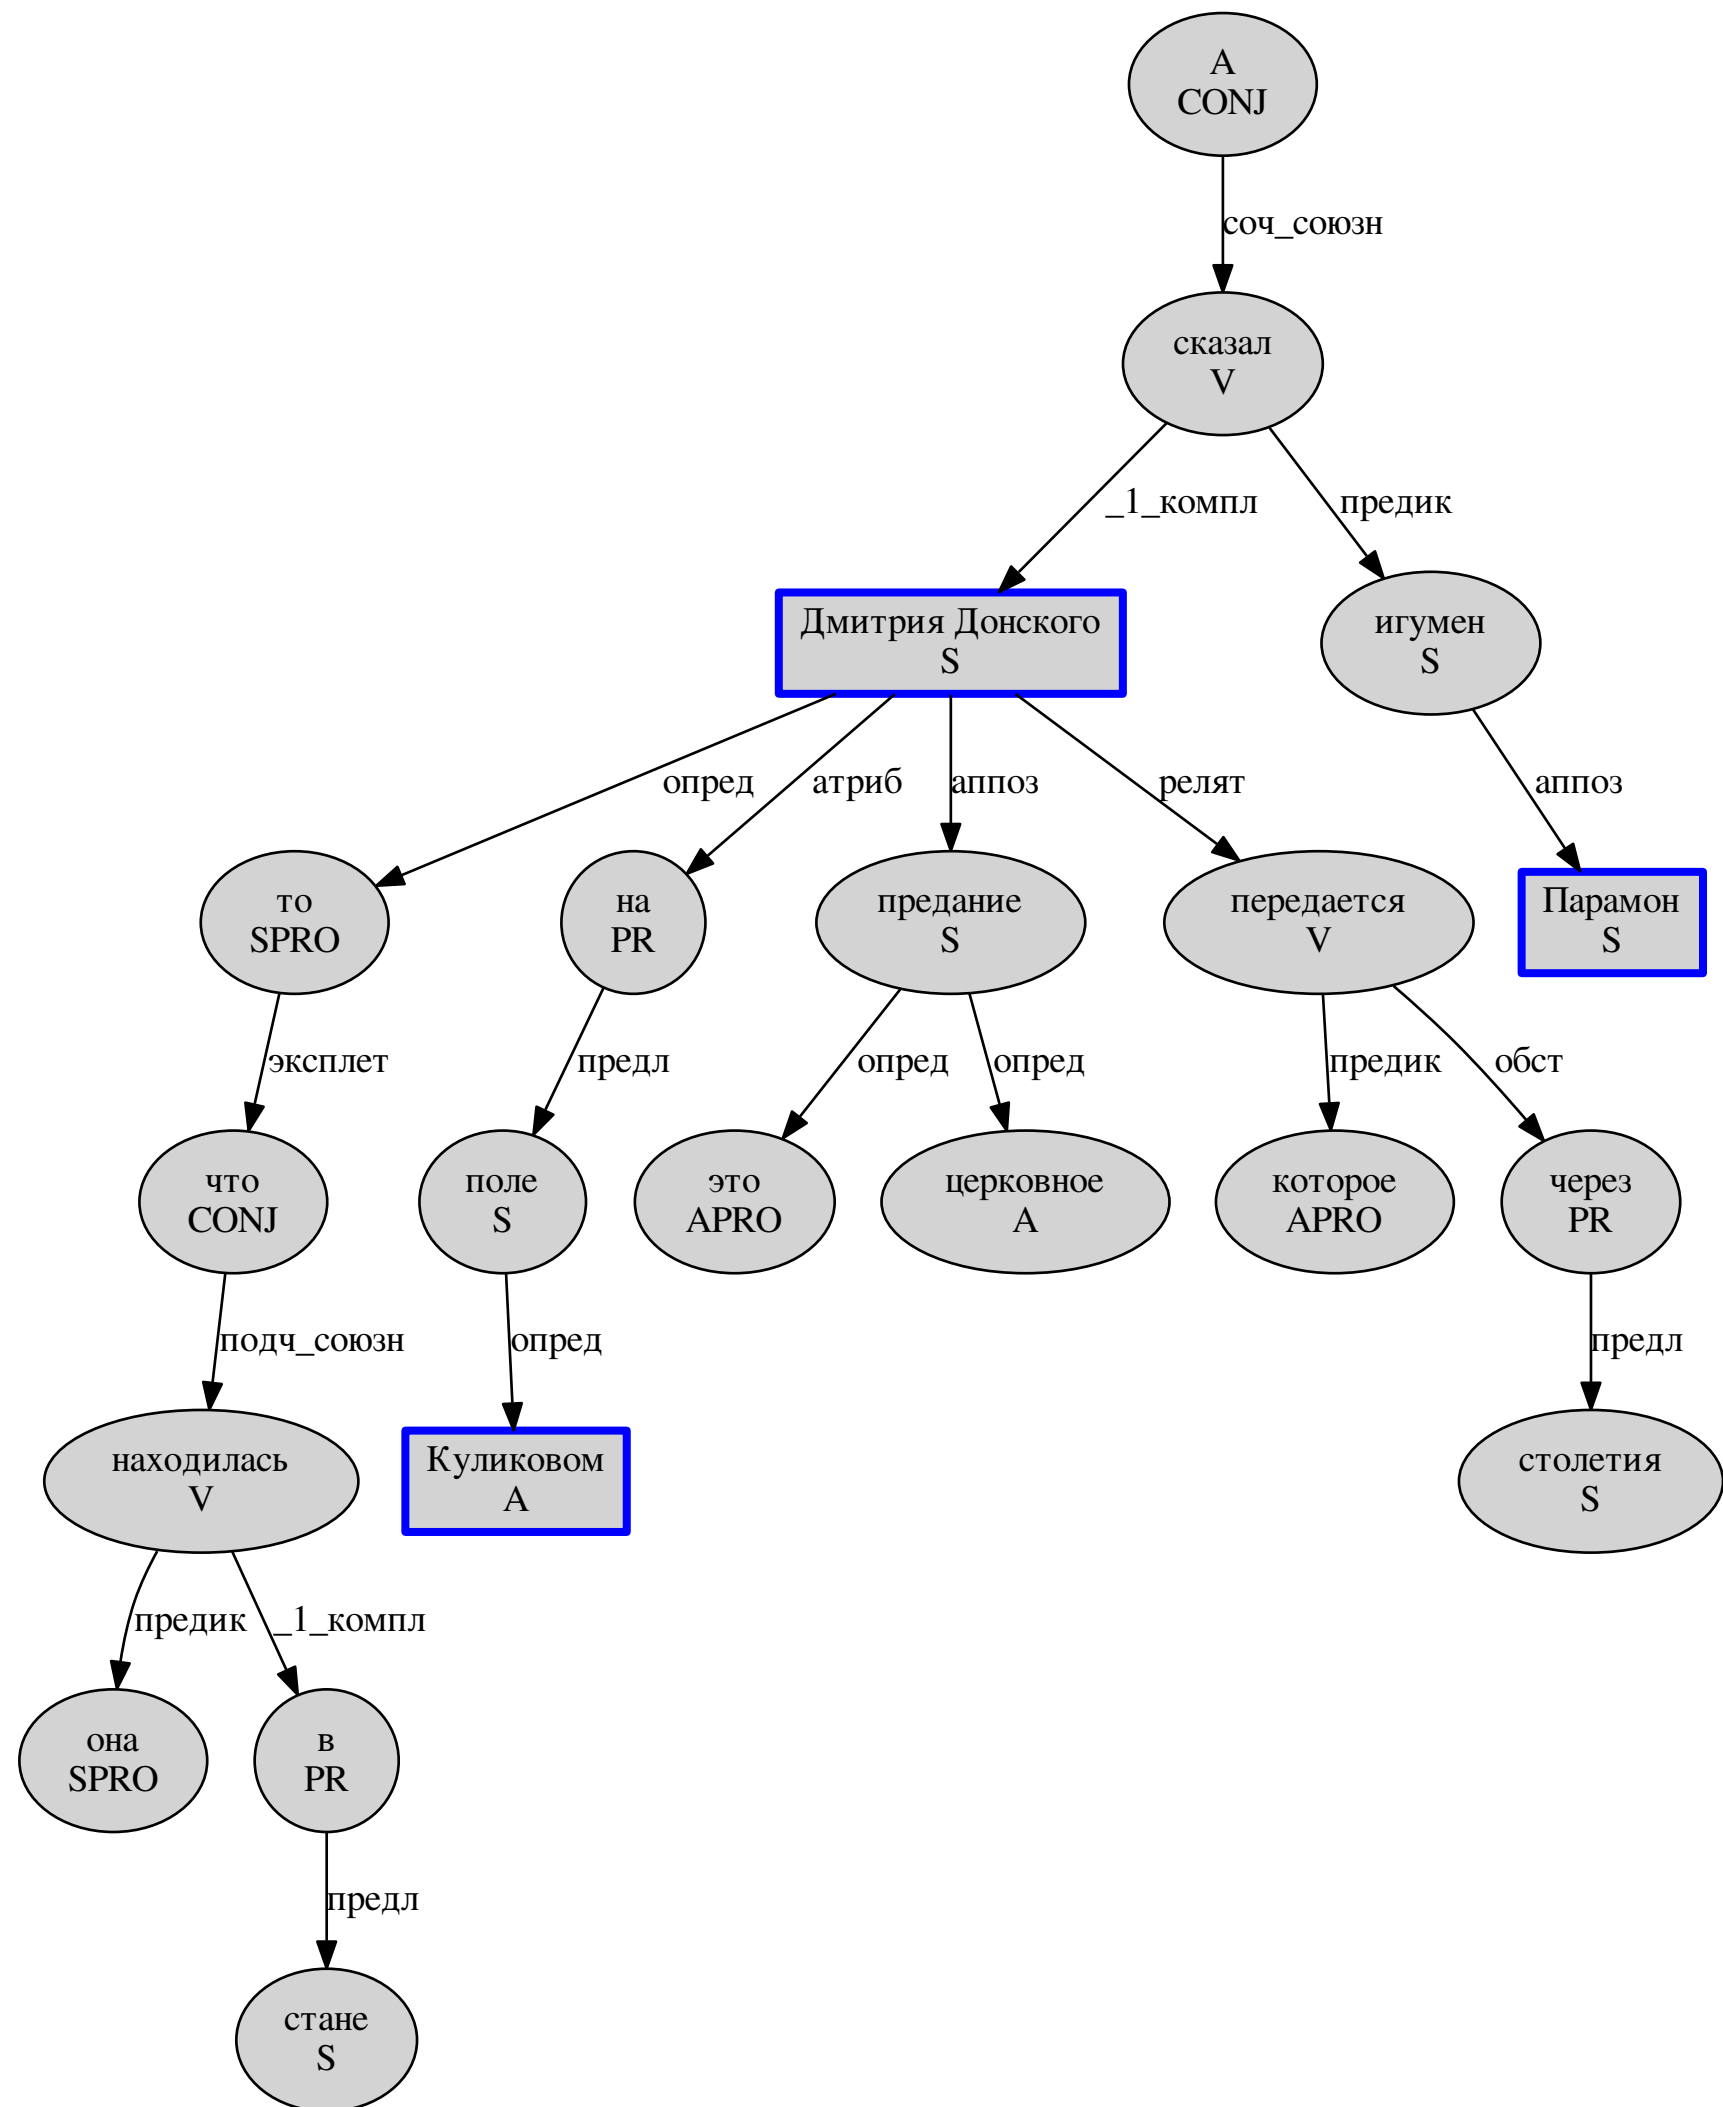 А
CONJ
соч_союзн
сказал
V
_1_компл
предик
Дмитрия Донского
S
игумен
S
опред
атриб
аппоз
релят
аппоз
то
SPRO
на
PR
предание
S
передается
V
Парамон
S
эксплет
предл
опред
опред
предик
обст
что
CONJ
поле
S
это
APRO
церковное
A
которое
APRO
через
PR
подч_союзн
опред
предл
находилась
V
Куликовом
A
столетия
S
предик
_1_компл
она
SPRO
в
PR
предл
стане
S